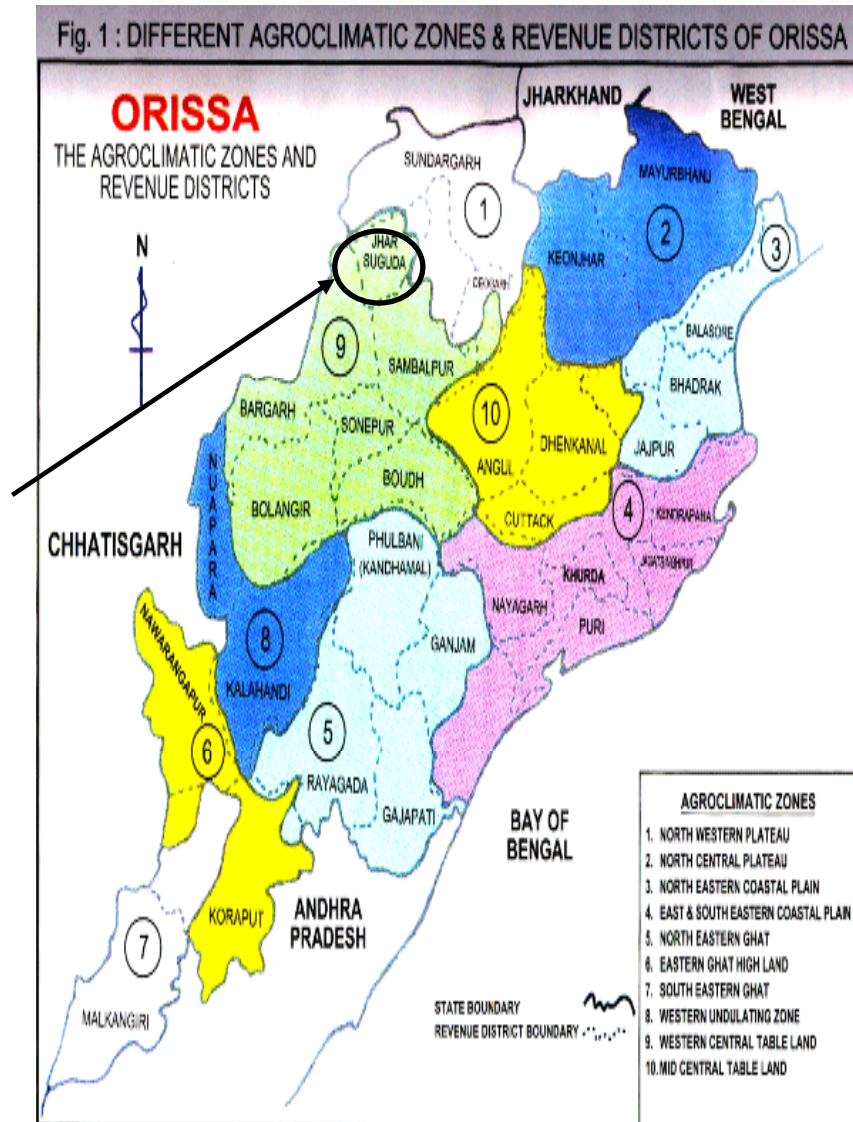 Fig. 1 : DIFFERENT AGROCLIMATIC ZONES & REVENUE DISTRICTS OF ORISSA
ORISSA
THE AGROCLIMATIC ZONES AND
REVENUE DISTRICTS
N
JHARKHAND
WEST
BENGAL
SUNDARGARH
1
MAYURBHANJ
2
KEONJHAR
3
JHAR
SUGUDA
DEOGARH
BALASORE
9
SAMBALPUR
BHADRAK
BARGARH
SONEPUR
10
DHENKANAL
JAJPUR
ANGUL
BOUDH
BOLANGIR
NUAPARA
CUTTACK
4
KENDRAPARA
CHHATISGARH
PHULBANI
(KANDHAMAL)
JAGATSINGHPUR
KHURDA
NAYAGARH
PURI
GANJAM
NAWARANGAPUR
8
KALAHANDI
5
6
RAYAGADA
GAJAPATI
BAY OF
BENGAL
KORAPUT
ANDHRA
PRADESH
7
MALKANGIRI
AGROCLIMATIC ZONES
1. NORTH WESTERN PLATEAU
2. NORTH CENTRAL PLATEAU
3. NORTH EASTERN COASTAL PLAIN
4. EAST & SOUTH EASTERN COASTAL PLAIN
5. NORTH EASTERN GHAT
6. EASTERN GHAT HIGH LAND
7. SOUTH EASTERN GHAT
8. WESTERN UNDULATING ZONE
9. WESTERN CENTRAL TABLE LAND
10. MID CENTRAL TABLE LAND
STATE BOUNDARY
REVENUE DISTRICT BOUNDARY